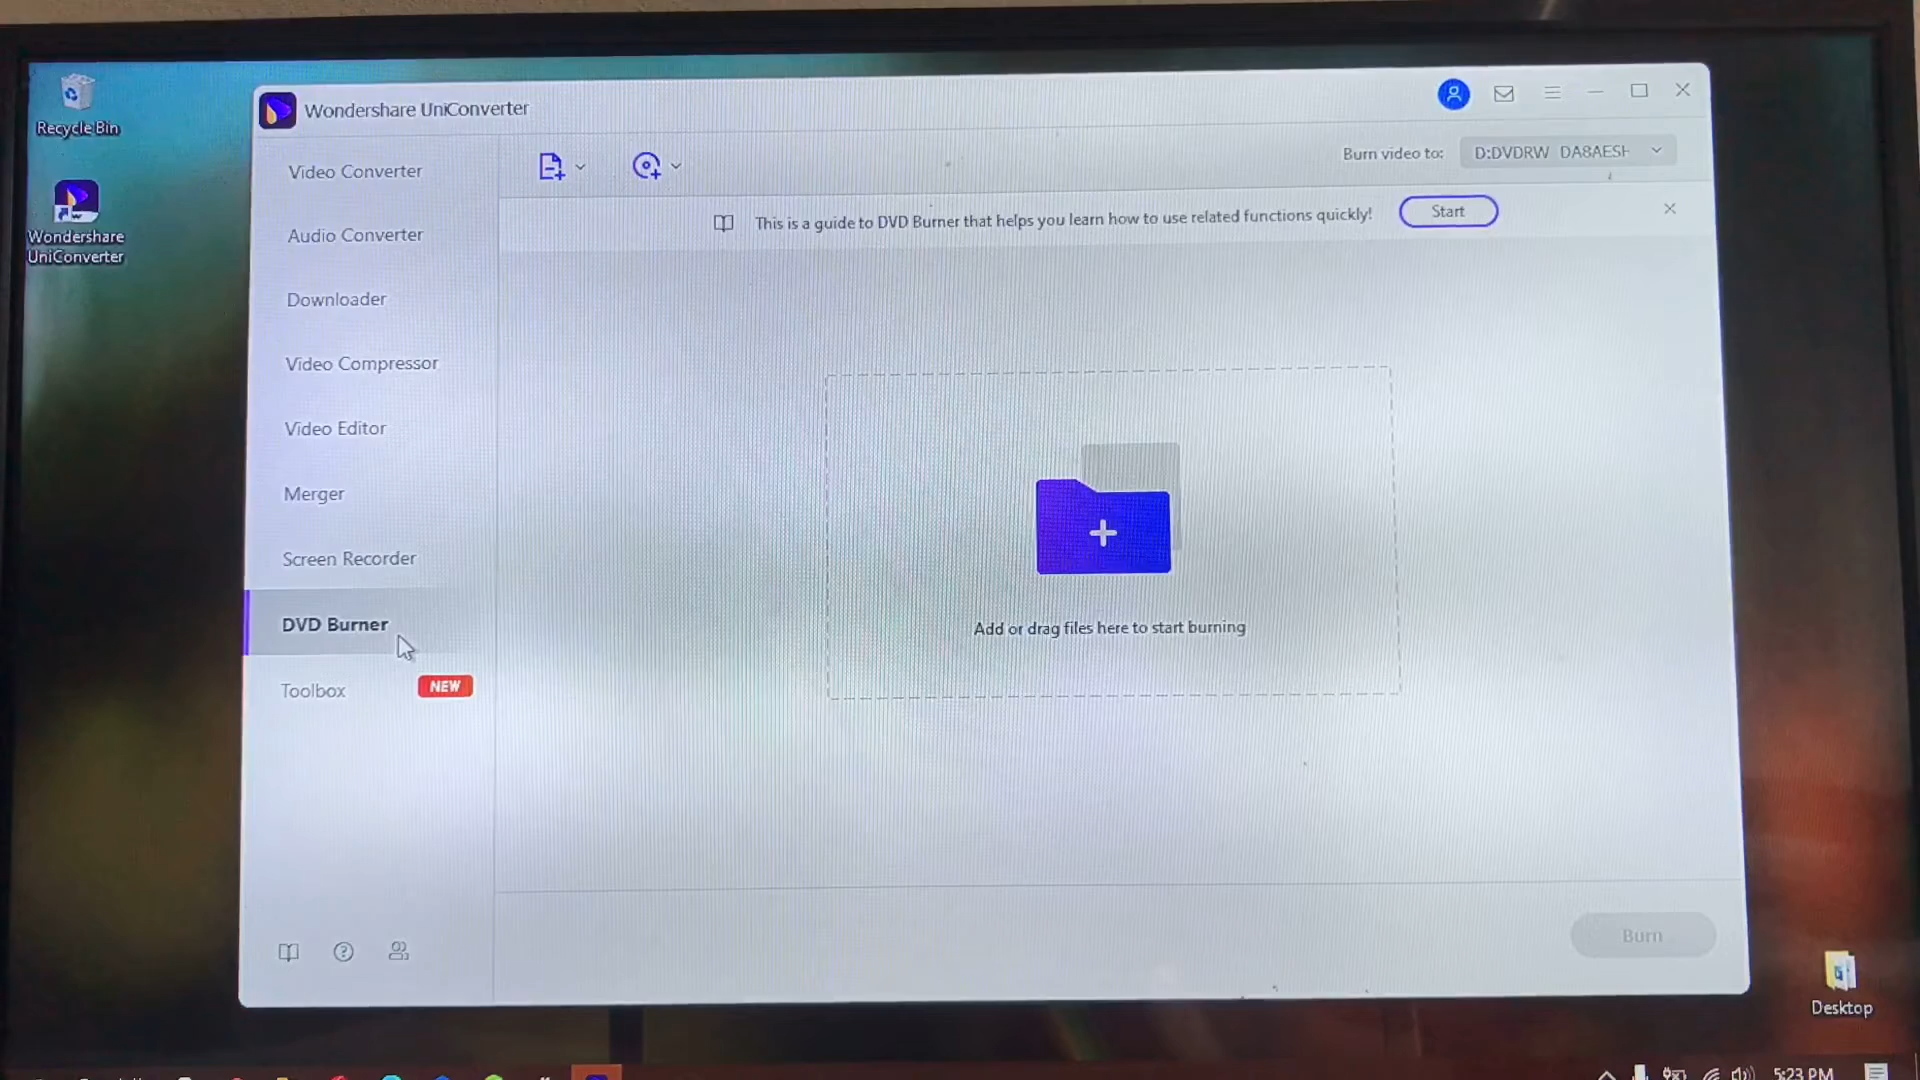 Recycle Bin
Wondershare
UniConverter
Wondershare UniConverter
Burn video to:
D:DVDRW DA8AESH
This is a guide to DVD Burner that helps you learn how to use related functions quickly!
Start
Video Converter
Audio Converter
Downloader
Video Compressor
Video Editor
Merger
Screen Recorder
DVD Burner
Toolbox
NEW
Add or drag files here to start burning
Burn
Desktop
5:23 PM